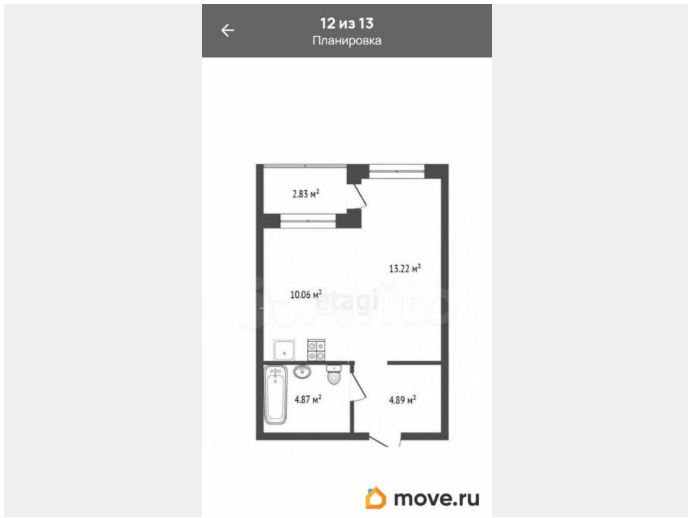 12 из 13
Планировка
2.83 м²
13.22 м²
10.06 м²
etagi
4.87 м²
4.89 м²
move.ru